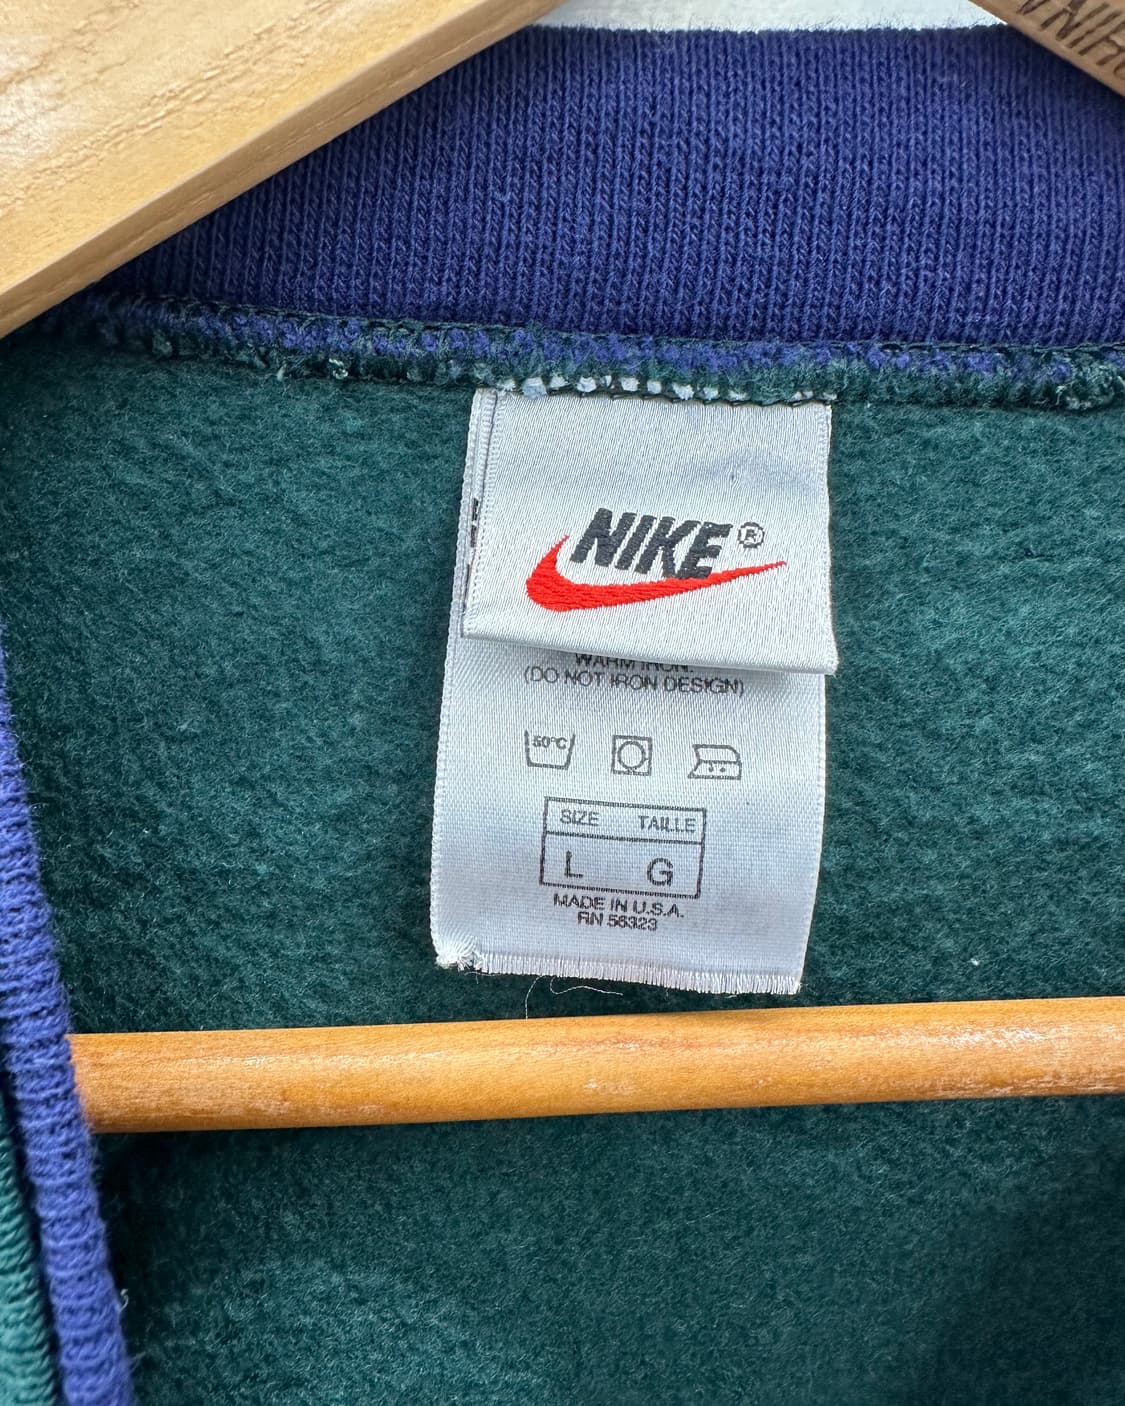 NIKE®
WARM IRON.
(DO NOT IRON DESIGN)
50°C
SIZE TAILLE
L G
MADE IN U.S.A.
RN 56323